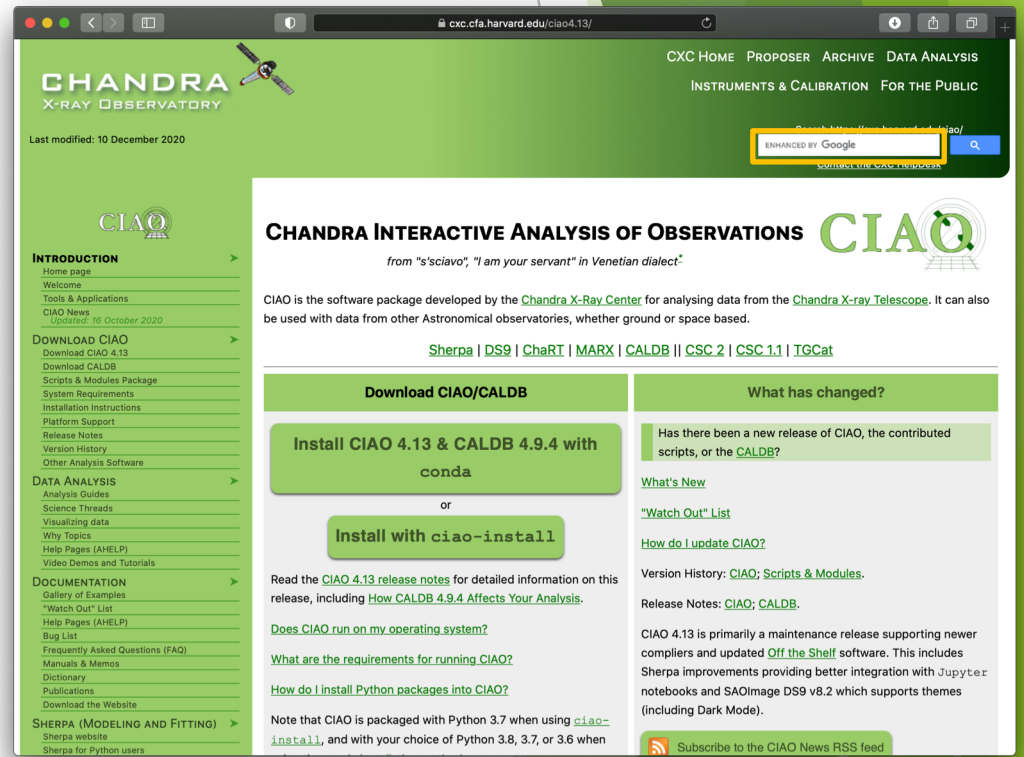 cxc.cfa.harvard.edu/ciao4.13/
CHANDRA
X-RAY OBSERVATORY
CXC HOME PROPOSER ARCHIVE DATA ANALYSIS
INSTRUMENTS & CALIBRATION FOR THE PUBLIC
Last modified: 10 December 2020
Search https://cxc.harvard.edu/ciao/
ENHANCED BY Google
Contact the CXC HelpDesk
CIAO
INTRODUCTION
Home page
Welcome
Tools & Applications
CIAO News
Updated: 16 October 2020
DOWNLOAD CIAO
Download CIAO 4.13
Download CALDB
Scripts & Modules Package
System Requirements
Installation Instructions
Platform Support
Release Notes
Version History
Other Analysis Software
DATA ANALYSIS
Analysis Guides
Science Threads
Visualizing data
Why Topics
Help Pages (AHELP)
Video Demos and Tutorials
DOCUMENTATION
Gallery of Examples
"Watch Out" List
Help Pages (AHELP)
Bug List
Frequently Asked Questions (FAQ)
Manuals & Memos
Dictionary
Publications
Download the Website
SHERPA (MODELING AND FITTING)
Sherpa website
Sherpa for Python users
CHANDRA INTERACTIVE ANALYSIS OF OBSERVATIONS
CIAO
from "s'sciavo", "I am your servant" in Venetian dialect*
CIAO is the software package developed by the Chandra X-Ray Center for analysing data from the Chandra X-ray Telescope. It can also
be used with data from other Astronomical observatories, whether ground or space based.
Sherpa | DS9 | ChaRT | MARX | CALDB || CSC 2 | CSC 1.1 | TGCat
Download CIAO/CALDB
Install CIAO 4.13 & CALDB 4.9.4 with
conda
or
Install with ciao-install
Read the CIAO 4.13 release notes for detailed information on this
release, including How CALDB 4.9.4 Affects Your Analysis.
Does CIAO run on my operating system?
What are the requirements for running CIAO?
How do I install Python packages into CIAO?
Note that CIAO is packaged with Python 3.7 when using ciao-
install, and with your choice of Python 3.8, 3.7, or 3.6 when
What has changed?
Has there been a new release of CIAO, the contributed
scripts, or the CALDB?
What's New
"Watch Out" List
How do I update CIAO?
Version History: CIAO; Scripts & Modules.
Release Notes: CIAO; CALDB.
CIAO 4.13 is primarily a maintenance release supporting newer
compilers and updated Off the Shelf software. This includes
Sherpa improvements providing better integration with Jupyter
notebooks and SAOImage DS9 v8.2 which supports themes
(including Dark Mode).
Subscribe to the CIAO News RSS feed